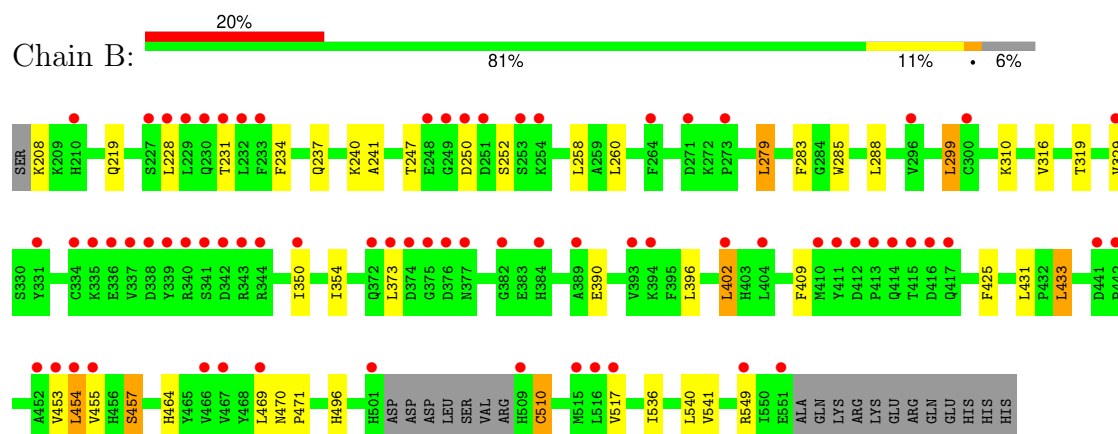 20%
Chain B:
81% 11% • 6%
SER K208 K209 H210 Q219 S227 L228 L229 Q230 T231 L232 F233 F234 Q237 K240 A241 T247 E248 G249 D250 D251 S252 S253 K254 L258 A259 L260 F264 D271 K272 P273 L279 F283 G284 W285 L288 V296 L299 C300 K310 V316 T319
S330 Y331 C334 K335 E336 V337 D338 Y339 R340 S341 D342 R343 R344 I350 I354 Q372 L373 D374 G375 D376 N377 G382 E383 H384 A389 E390 V393 K394 F395 L396 L402 H403 L404 F409 M410 Y411 D412 P413 Q414 T415 D416 Q417 F425 L431 P432 L433 D441
A452 V453 L454 V455 H456 S457 H464 Y465 V466 V467 Y468 L469 N470 P471 H496 H501 ASP ASP ASP LEU SER VAL ARG H509 C510 M515 L516 V517 I536 L540 V541 R549 I550 E551 ALA GLN LYS ARG LYS GLU ARG GLN GLU HIS HIS HIS